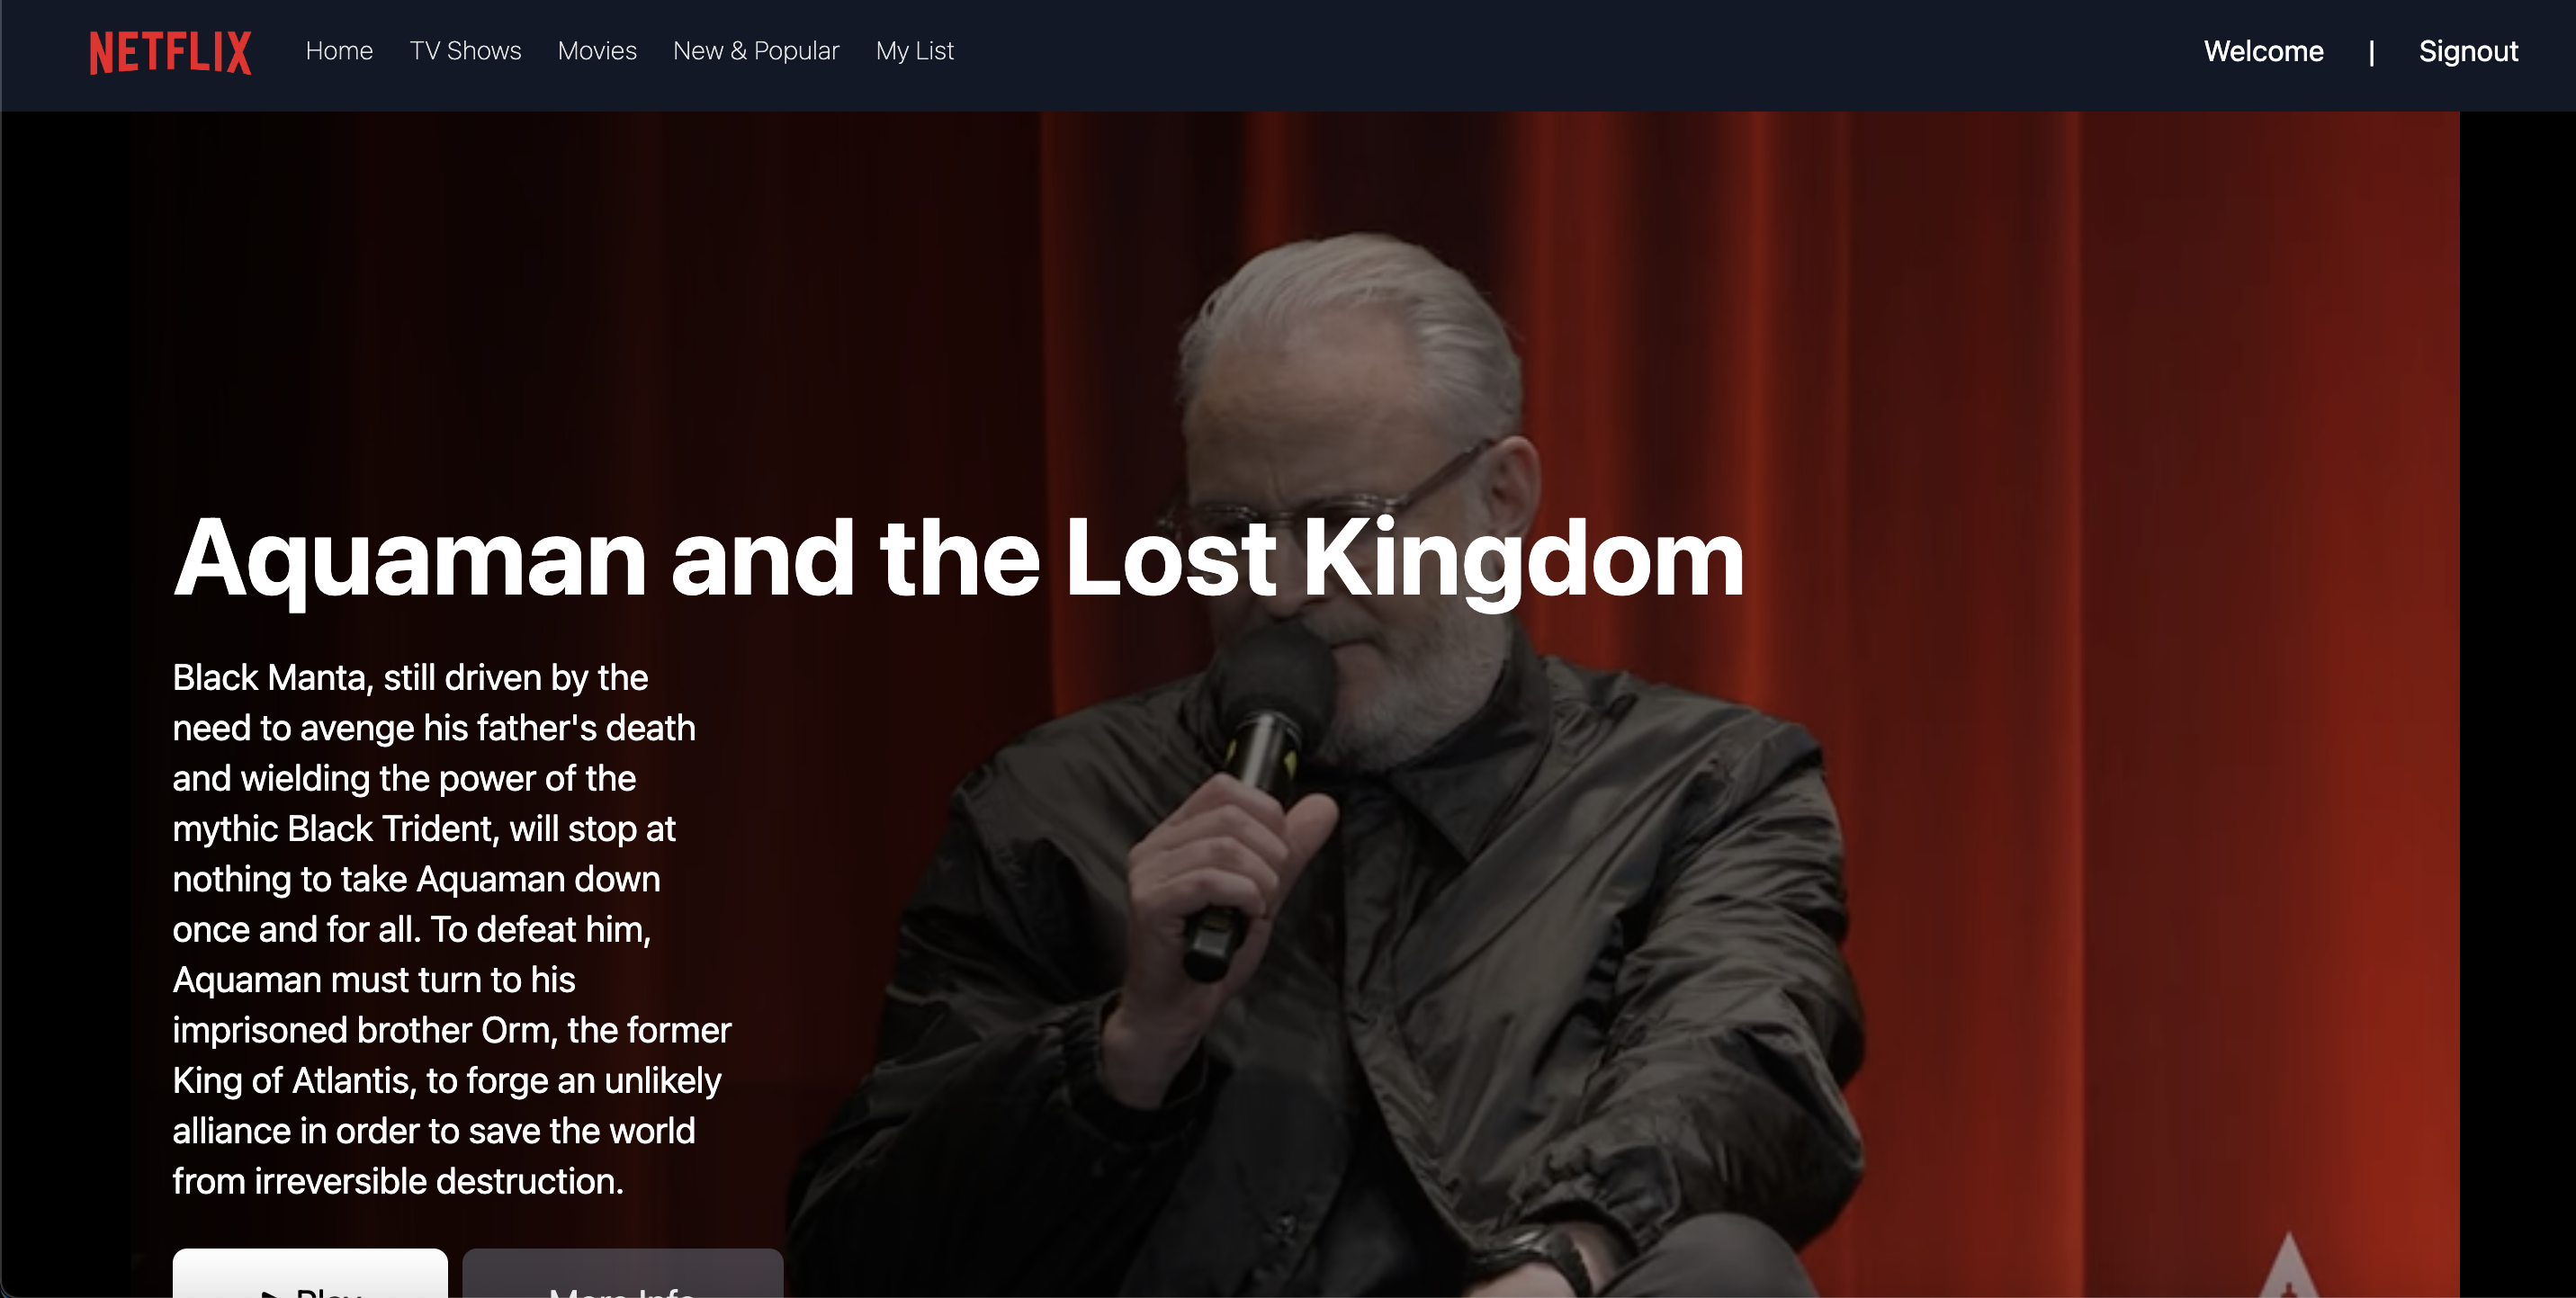 NETFLIX Home TV Shows Movies New & Popular My List Welcome | Signout
Aquaman and the Lost Kingdom
Black Manta, still driven by the
need to avenge his father's death
and wielding the power of the
mythic Black Trident, will stop at
nothing to take Aquaman down
once and for all. To defeat him,
Aquaman must turn to his
imprisoned brother Orm, the former
King of Atlantis, to forge an unlikely
alliance in order to save the world
from irreversible destruction.
Play More Info